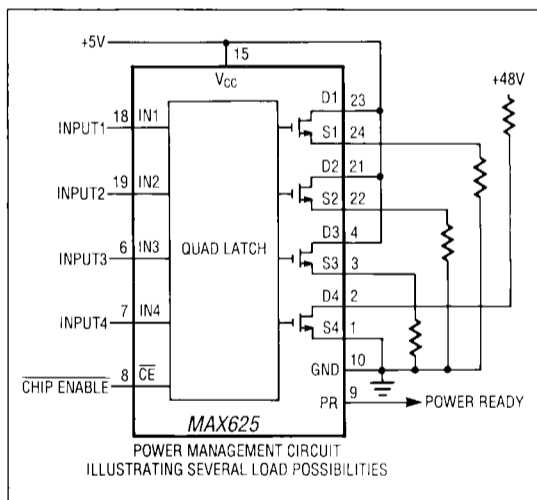 +5V
15
VCC
+48V
D1 23
18 IN1
INPUT1
S1 24
D2 21
19 IN2
INPUT2
S2 22
QUAD LATCH
D3 4
6 IN3
INPUT3
S3 3
D4 2
7 IN4
INPUT4
S4 1
GND 10
8 CE
CHIP ENABLE
PR 9
POWER READY
MAX625
POWER MANAGEMENT CIRCUIT
ILLUSTRATING SEVERAL LOAD POSSIBILITIES